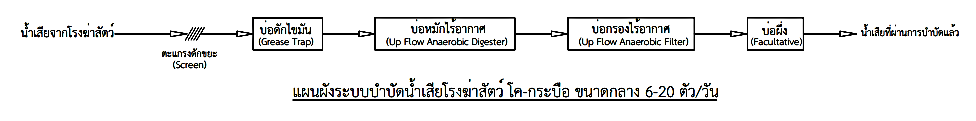 น้ำเสียจากโรงฆ่าสัตว์
ตะแกรงดักขยะ
(Screen)
บ่อดักไขมัน
(Grease Trap)
บ่อหมักไร้อากาศ
(Up Flow Anaerobic Digester)
บ่อกรองไร้อากาศ
(Up Flow Anaerobic Filter)
บ่อผึ่ง
(Facultative)
น้ำเสียที่ผ่านการบำบัดแล้ว
แผนผังระบบบำบัดน้ำเสียโรงฆ่าสัตว์ โค-กระบือ ขนาดกลาง 6-20 ตัว/วัน